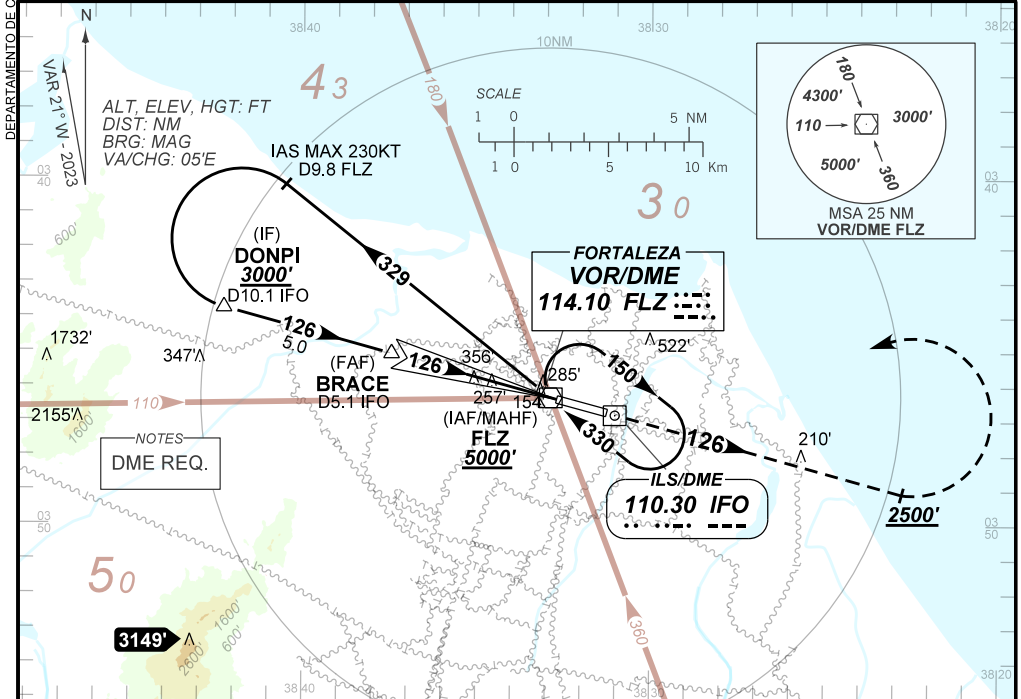 DEPARTAMENTO DE C
N
VAR 21° W - 2023
ALT, ELEV, HGT: FT
DIST: NM
BRG: MAG
VA/CHG: 05'E
38 40
38 30
38 20
10NM
4 3
180
SCALE
1 0 5 NM
1 0 5 10 Km
180
4300'
3000'
110
5000'
360
MSA 25 NM
VOR/DME FLZ
IAS MAX 230KT
D9.8 FLZ
03 40
03 40
3 0
600'
(IF)
DONPI
3000'
D10.1 IFO
329
FORTALEZA
VOR/DME
114.10 FLZ
126
5.0
1732'
347'
356
522'
(FAF)
BRACE
D5.1 IFO
126
257'
285'
154
150
110
2155'
1600'
(IAF/MAHF)
FLZ
5000'
330
126
210'
NOTES
DME REQ.
ILS/DME
110.30 IFO
2500'
03 50
03 50
5 0
1600'
600'
2600'
3149'
360
38 40
38 30
38 20